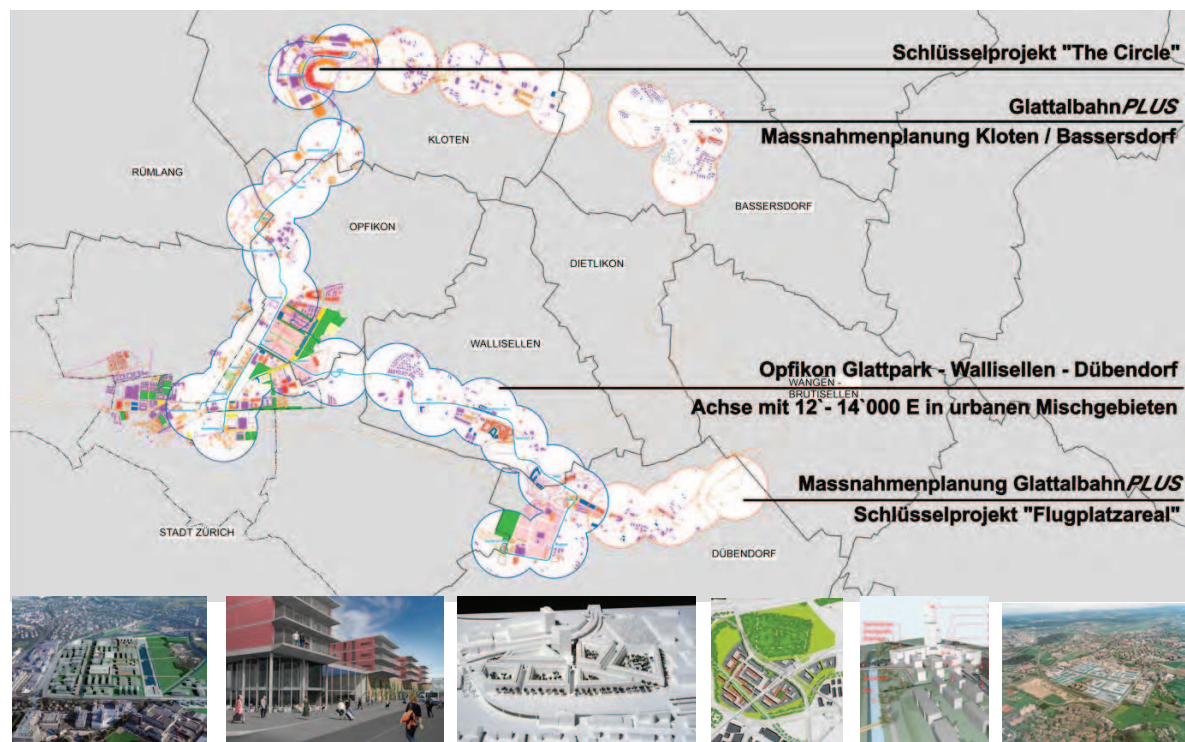 Schlüsselprojekt "The Circle"
GlattalbahnPLUS
KLOTEN
Massnahmenplanung Kloten / Bassersdorf
RÜMLANG
BASSERSDORF
OPFIKON
DIETLIKON
WALLISELLEN
Opfikon Glattpark - Wallisellen - Dübendorf
WANGEN -
BRÜTISELLEN
Achse mit 12`- 14`000 E in urbanen Mischgebieten
Massnahmenplanung GlattalbahnPLUS
Schlüsselprojekt "Flugplatzareal"
STADT ZÜRICH
DÜBENDORF